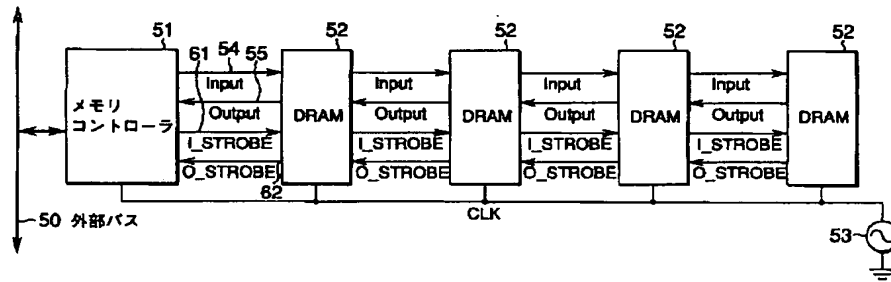 51
52
52
52
52
61
54
55
Input
Input
Input
Input
メモリ
コントローラ
Output
Output
Output
Output
DRAM
DRAM
DRAM
DRAM
I_STROBE
I_STROBE
I_STROBE
I_STROBE
O_STROBE
O_STROBE
O_STROBE
O_STROBE
62
CLK
50 外部バス
53